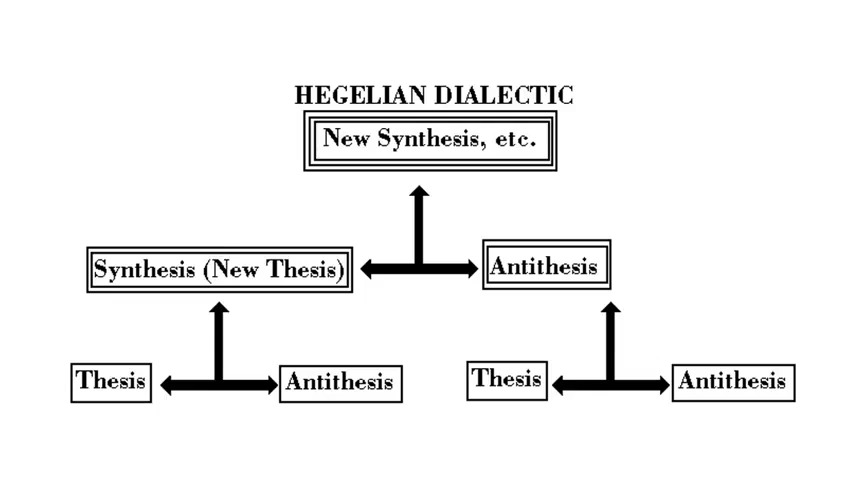 HEGELIAN DIALECTIC
New Synthesis, etc.
Synthesis (New Thesis)
Antithesis
Thesis
Antithesis
Thesis
Antithesis